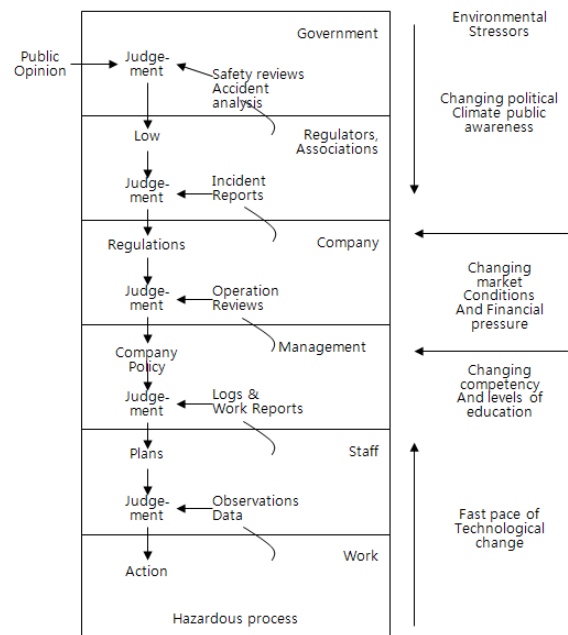 Government
Public
Opinion
Judge-
ment
Safety reviews
Accident
analysis
Low
Regulators,
Associations
Judge-
ment
Incident
Reports
Regulations
Company
Judge-
ment
Operation
Reviews
Company
Policy
Management
Judge-
ment
Logs &
Work Reports
Plans
Staff
Judge-
ment
Observations
Data
Work
Action
Hazardous process
Environmental
Stressors
Changing political
Climate public
awareness
Changing
market
Conditions
And Financial
pressure
Changing
competency
And levels of
education
Fast pace of
Technological
change